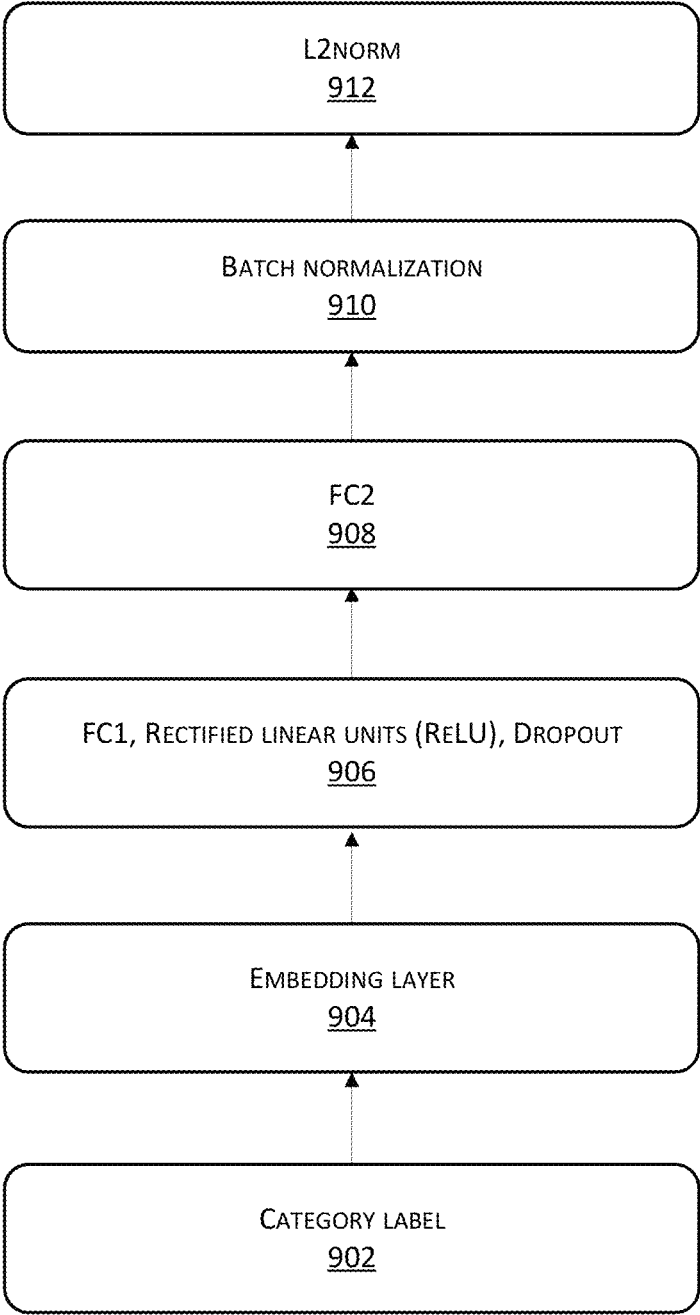 L2NORM
912
BATCH NORMALIZATION
910
FC2
908
FC1, RECTIFIED LINEAR UNITS (RELU), DROPOUT
906
EMBEDDING LAYER
904
CATEGORY LABEL
902